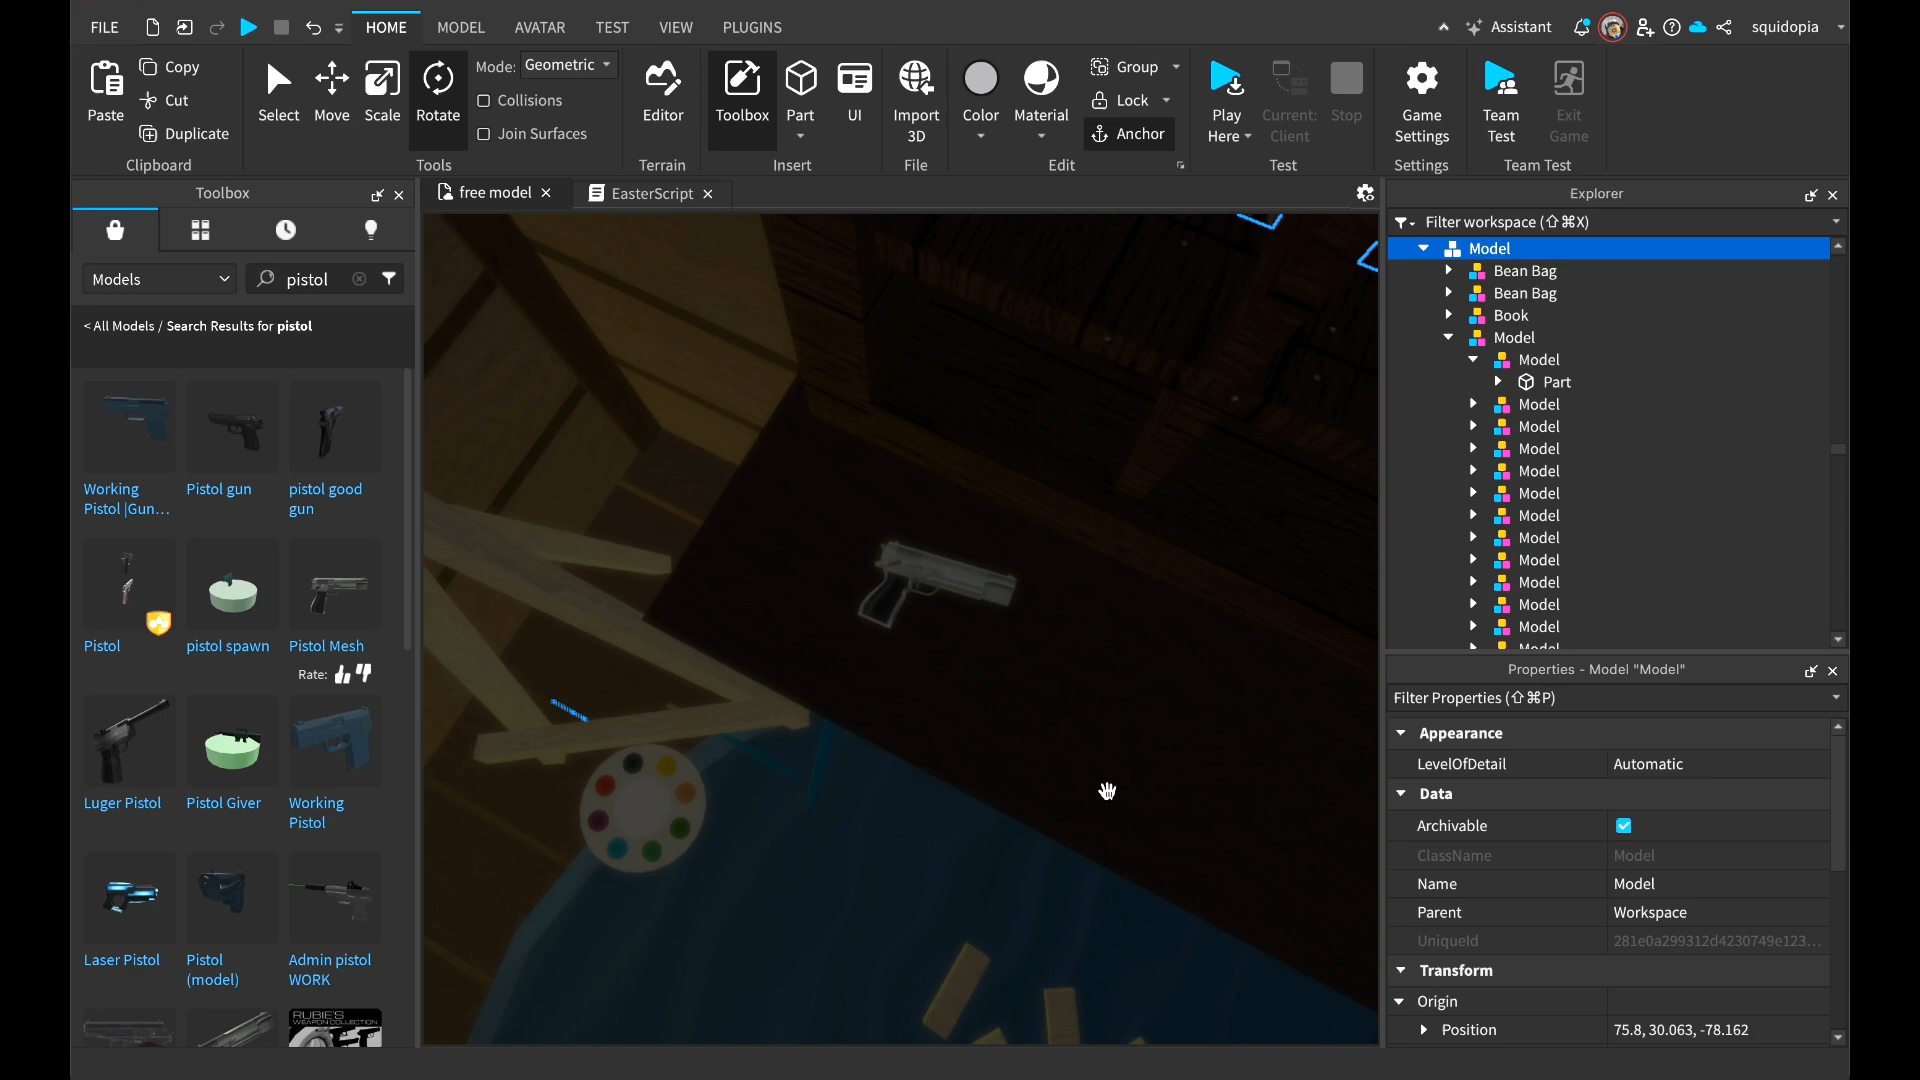 FILE
HOME
MODEL
AVATAR
TEST
VIEW
PLUGINS
Assistant
squidopia
Paste
Copy
Cut
Duplicate
Clipboard
Select
Move
Scale
Rotate
Mode: Geometric
Collisions
Join Surfaces
Tools
Editor
Terrain
Toolbox
Part
UI
Insert
Import
3D
File
Color
Material
Group
Lock
Anchor
Edit
Play
Here
Current:
Client
Stop
Test
Game
Settings
Settings
Team
Test
Exit
Game
Team Test
Toolbox
free model
EasterScript
Models
pistol
< All Models / Search Results for pistol
Working
Pistol |Gun...
Pistol gun
pistol good
gun
Pistol
pistol spawn
Pistol Mesh
Rate:
Luger Pistol
Pistol Giver
Working
Pistol
Laser Pistol
Pistol
(model)
Admin pistol
WORK
RUBIE'S
WEAPON COLLECTION
Explorer
Filter workspace (⇧⌘X)
Model
Bean Bag
Bean Bag
Book
Model
Model
Part
Model
Model
Model
Model
Model
Model
Model
Model
Model
Model
Model
Model
Properties - Model "Model"
Filter Properties (⇧⌘P)
Appearance
LevelOfDetail Automatic
Data
Archivable
ClassName Model
Name Model
Parent Workspace
UniqueId 281e0a299312d4230749e123...
Transform
Origin
Position 75.8, 30.063, -78.162